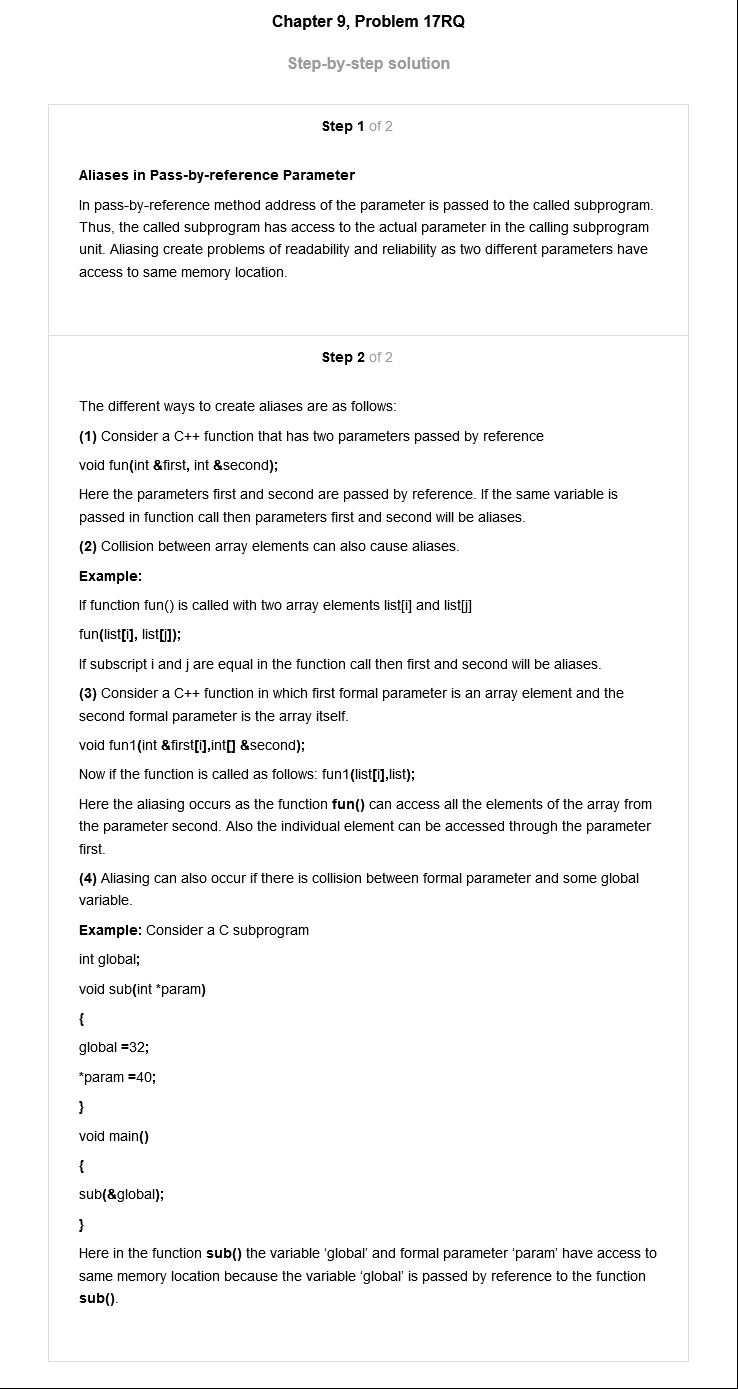 Chapter 9, Problem 17RQ
Step-by-step solution
Step 1 of 2
Aliases in Pass-by-reference Parameter
In pass-by-reference method address of the parameter is passed to the called subprogram.
Thus, the called subprogram has access to the actual parameter in the calling subprogram
unit. Aliasing create problems of readability and reliability as two different parameters have
access to same memory location.
Step 2 of 2
The different ways to create aliases are as follows:
(1) Consider a C++ function that has two parameters passed by reference
void fun(int &first, int &second);
Here the parameters first and second are passed by reference. If the same variable is
passed in function call then parameters first and second will be aliases.
(2) Collision between array elements can also cause aliases.
Example:
If function fun() is called with two array elements list[i] and list[j]
fun(list[i], list[j]);
If subscript i and j are equal in the function call then first and second will be aliases.
(3) Consider a C++ function in which first formal parameter is an array element and the
second formal parameter is the array itself.
void fun1(int &first[i],int[] &second);
Now if the function is called as follows: fun1(list[i],list);
Here the aliasing occurs as the function fun() can access all the elements of the array from
the parameter second. Also the individual element can be accessed through the parameter
first.
(4) Aliasing can also occur if there is collision between formal parameter and some global
variable.
Example: Consider a C subprogram
int global;
void sub(int *param)
{
global =32;
*param =40;
}
void main()
{
sub(&global);
}
Here in the function sub() the variable ‘global’ and formal parameter ‘param’ have access to
same memory location because the variable ‘global’ is passed by reference to the function
sub().